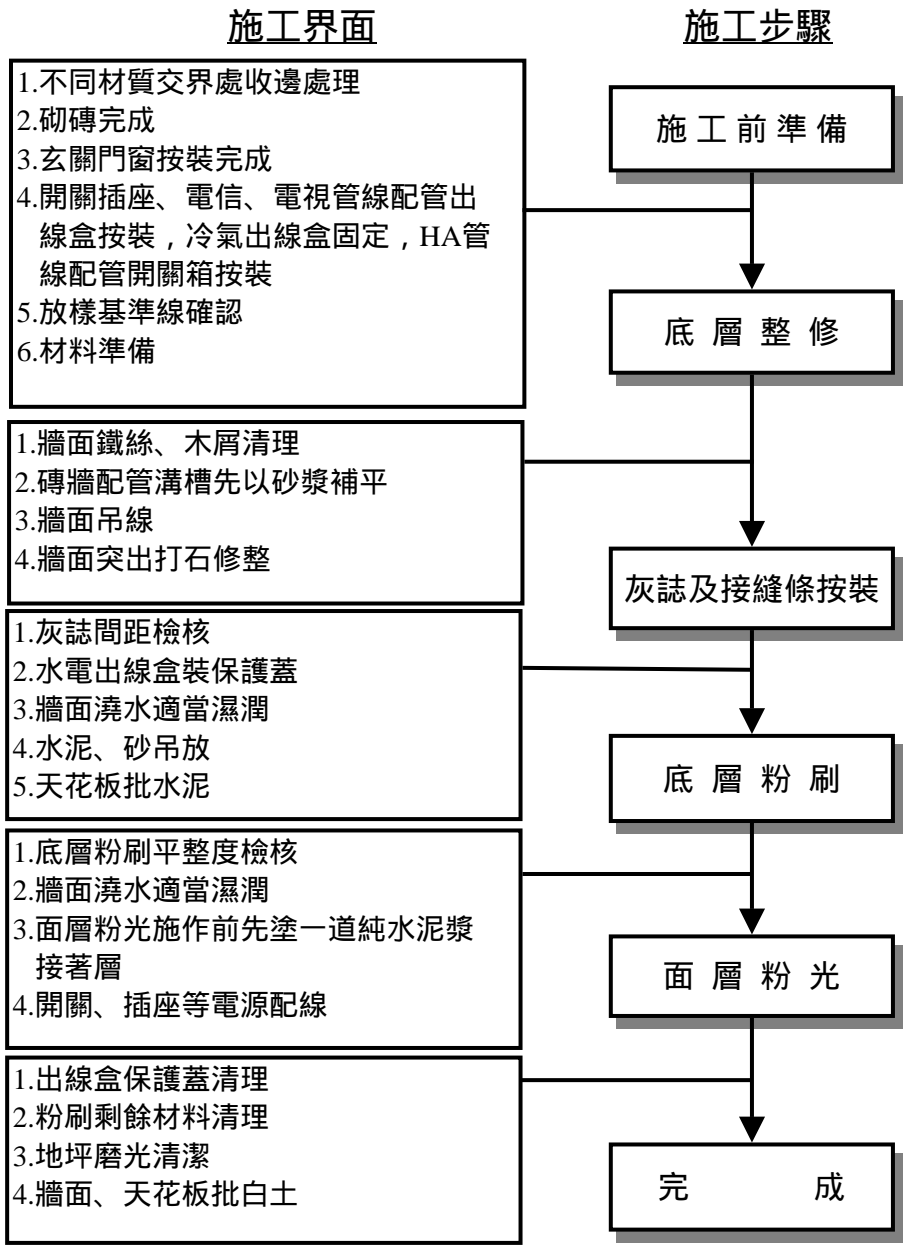 施工界面
施工步驟
1.不同材質交界處收邊處理
2.砌磚完成
3.玄關門窗按裝完成
4.開關插座、電信、電視管線配管出
線盒按裝，冷氣出線盒固定，HA管
線配管開關箱按裝
5.放樣基準線確認
6.材料準備
施工前準備
底層整修
1.牆面鐵絲、木屑清理
2.磚牆配管溝槽先以砂漿補平
3.牆面吊線
4.牆面突出打石修整
灰誌及接縫條按裝
1.灰誌間距檢核
2.水電出線盒裝保護蓋
3.牆面澆水適當濕潤
4.水泥、砂吊放
5.天花板批水泥
底層粉刷
1.底層粉刷平整度檢核
2.牆面澆水適當濕潤
3.面層粉光施作前先塗一道純水泥漿
接著層
4.開關、插座等電源配線
面層粉光
1.出線盒保護蓋清理
2.粉刷剩餘材料清理
3.地坪磨光清潔
4.牆面、天花板批白土
完成